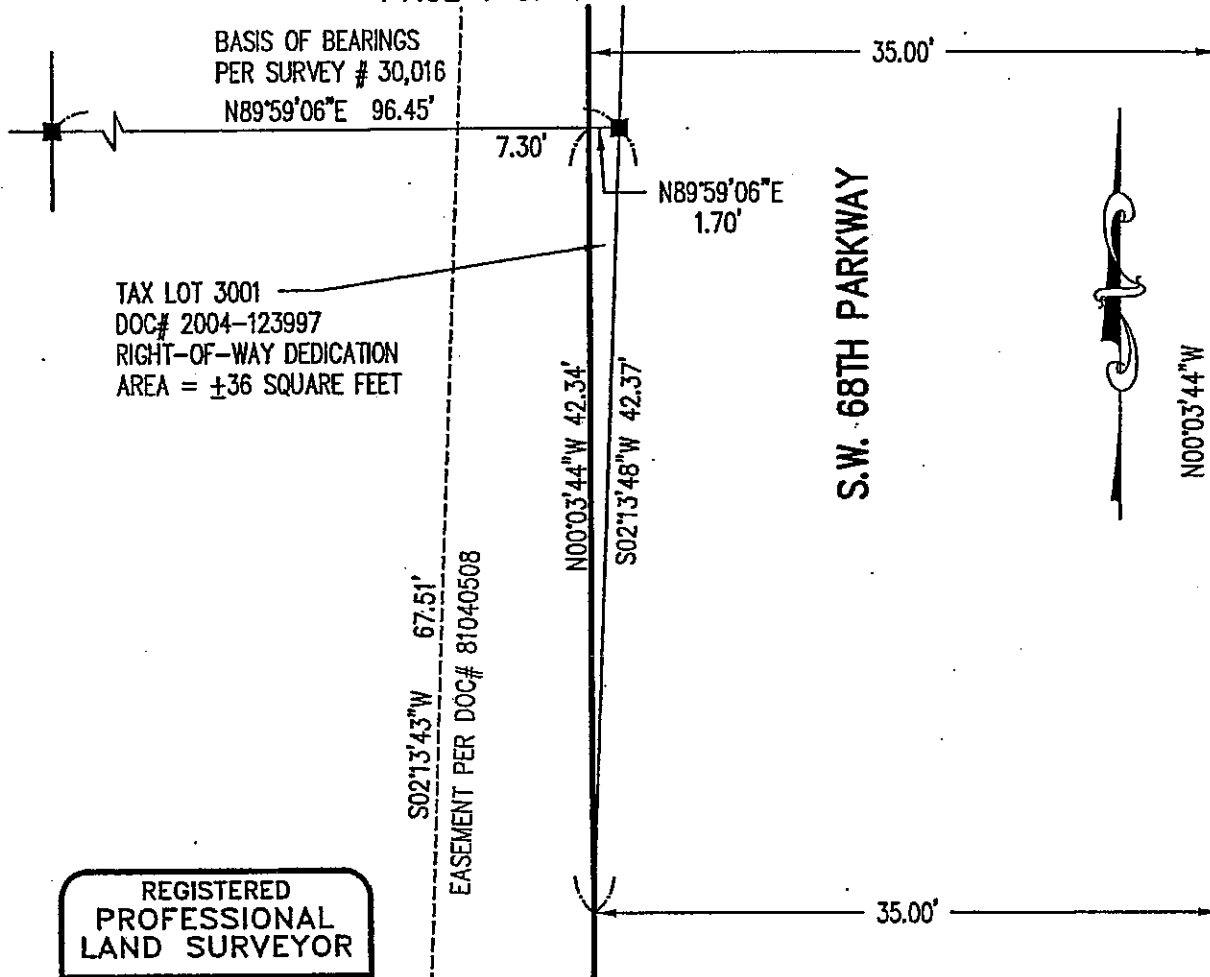 BASIS OF BEARINGS
PER SURVEY # 30,016
N89°59'06"E 96.45'
7.30'
35.00'
N89°59'06"E
1.70'
TAX LOT 3001
DOC# 2004-123997
RIGHT-OF-WAY DEDICATION
AREA = ±36 SQUARE FEET
S.W. 68TH PARKWAY
N00°03'44"W
N00°03'44"W 42.34'
S02°13'48"W 42.37'
S02°13'43"W 67.51'
EASEMENT PER DOC# 81040508
35.00'
REGISTERED
PROFESSIONAL
LAND SURVEYOR